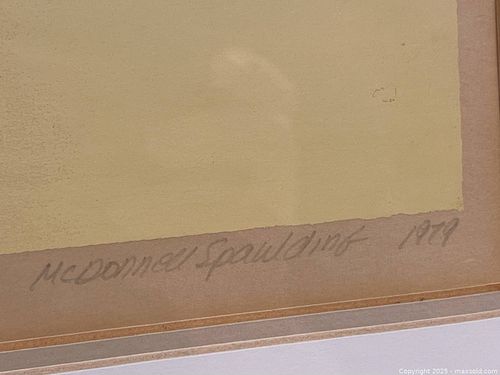 McDonnell Spaulding 1979
Copyright 2025 - maxsold.com